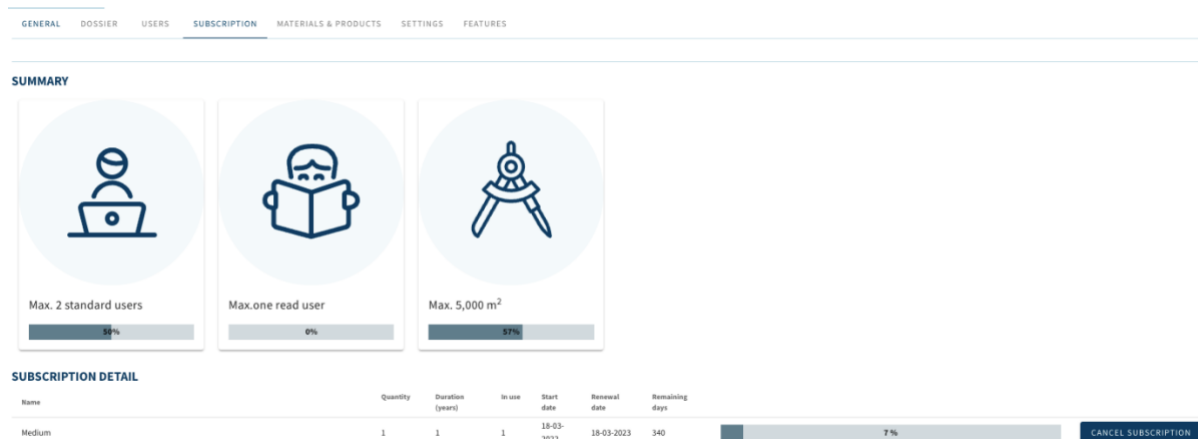 GENERAL DOSSIER USERS SUBSCRIPTION MATERIALS & PRODUCTS SETTINGS FEATURES
SUMMARY
Max. 2 standard users
50%
Max.one read user
0%
Max. 5,000 m²
57%
SUBSCRIPTION DETAIL
Name Quantity Duration (years) In use Start date Renewal date Remaining days
Medium 1 1 1 18-03-2022 18-03-2023 340 7 % CANCEL SUBSCRIPTION